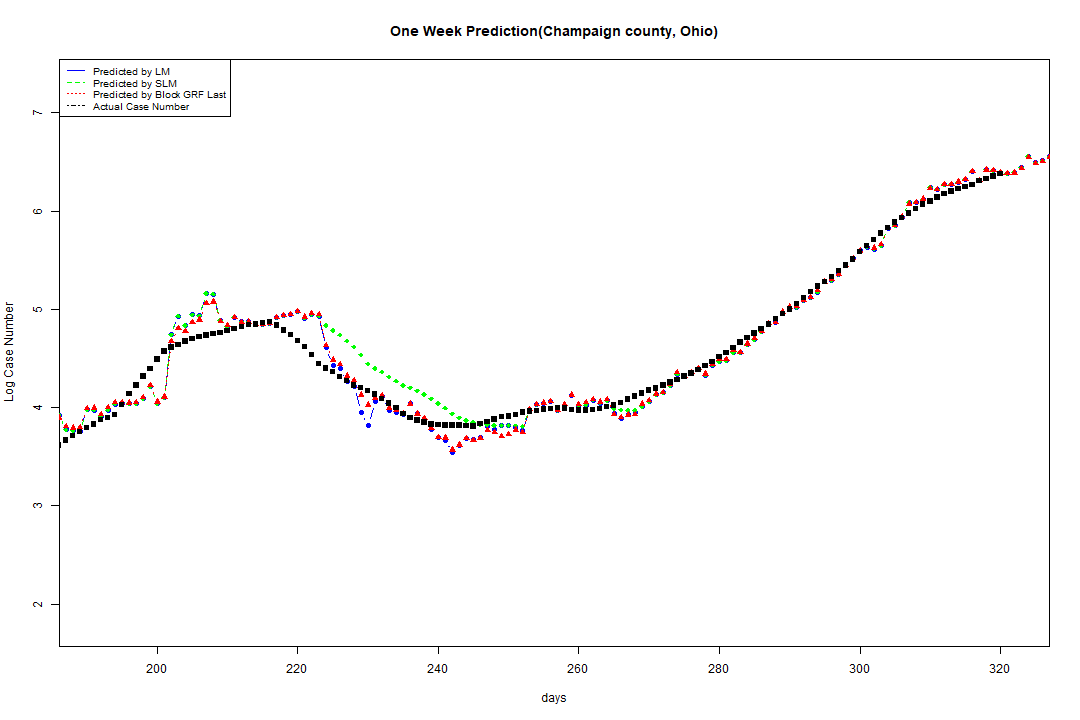 One Week Prediction(Champaign county, Ohio)
Predicted by LM
Predicted by SLM
Predicted by Block GRF Last
Actual Case Number
7
6
5
4
3
2
Log Case Number
200 220 240 260 280 300 320
days